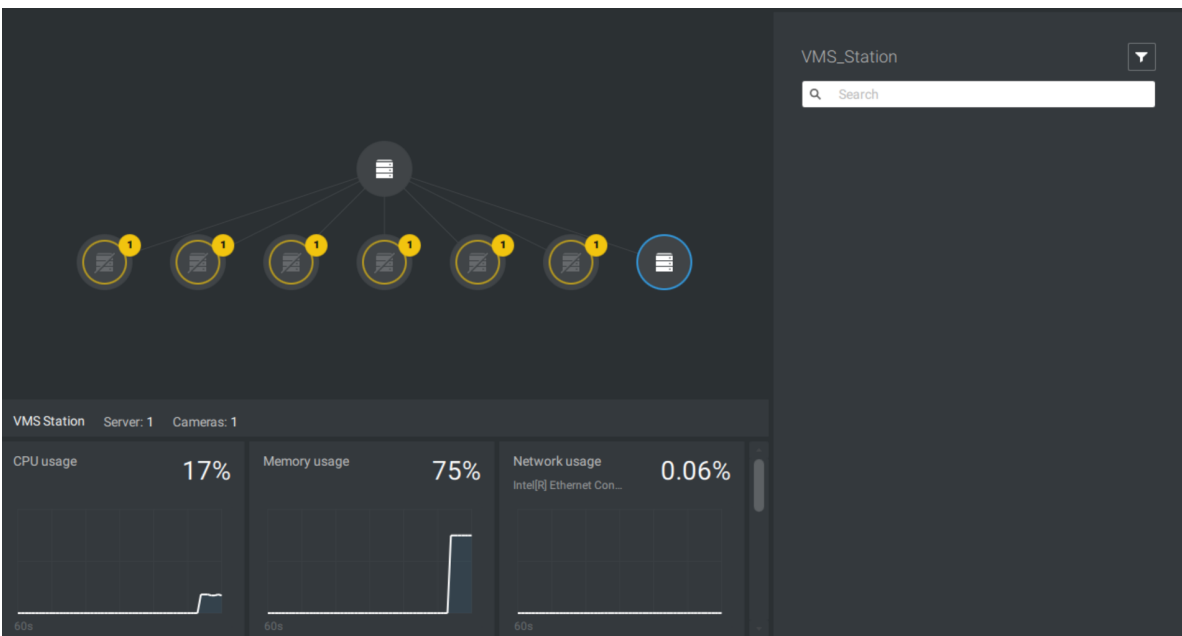 VMS_Station
Search
1 1 1 1 1 1
VMS Station Server: 1 Cameras: 1
CPU usage 17%
60s
Memory usage 75%
60s
Network usage 0.06%
Intel[R] Ethernet Con...
60s